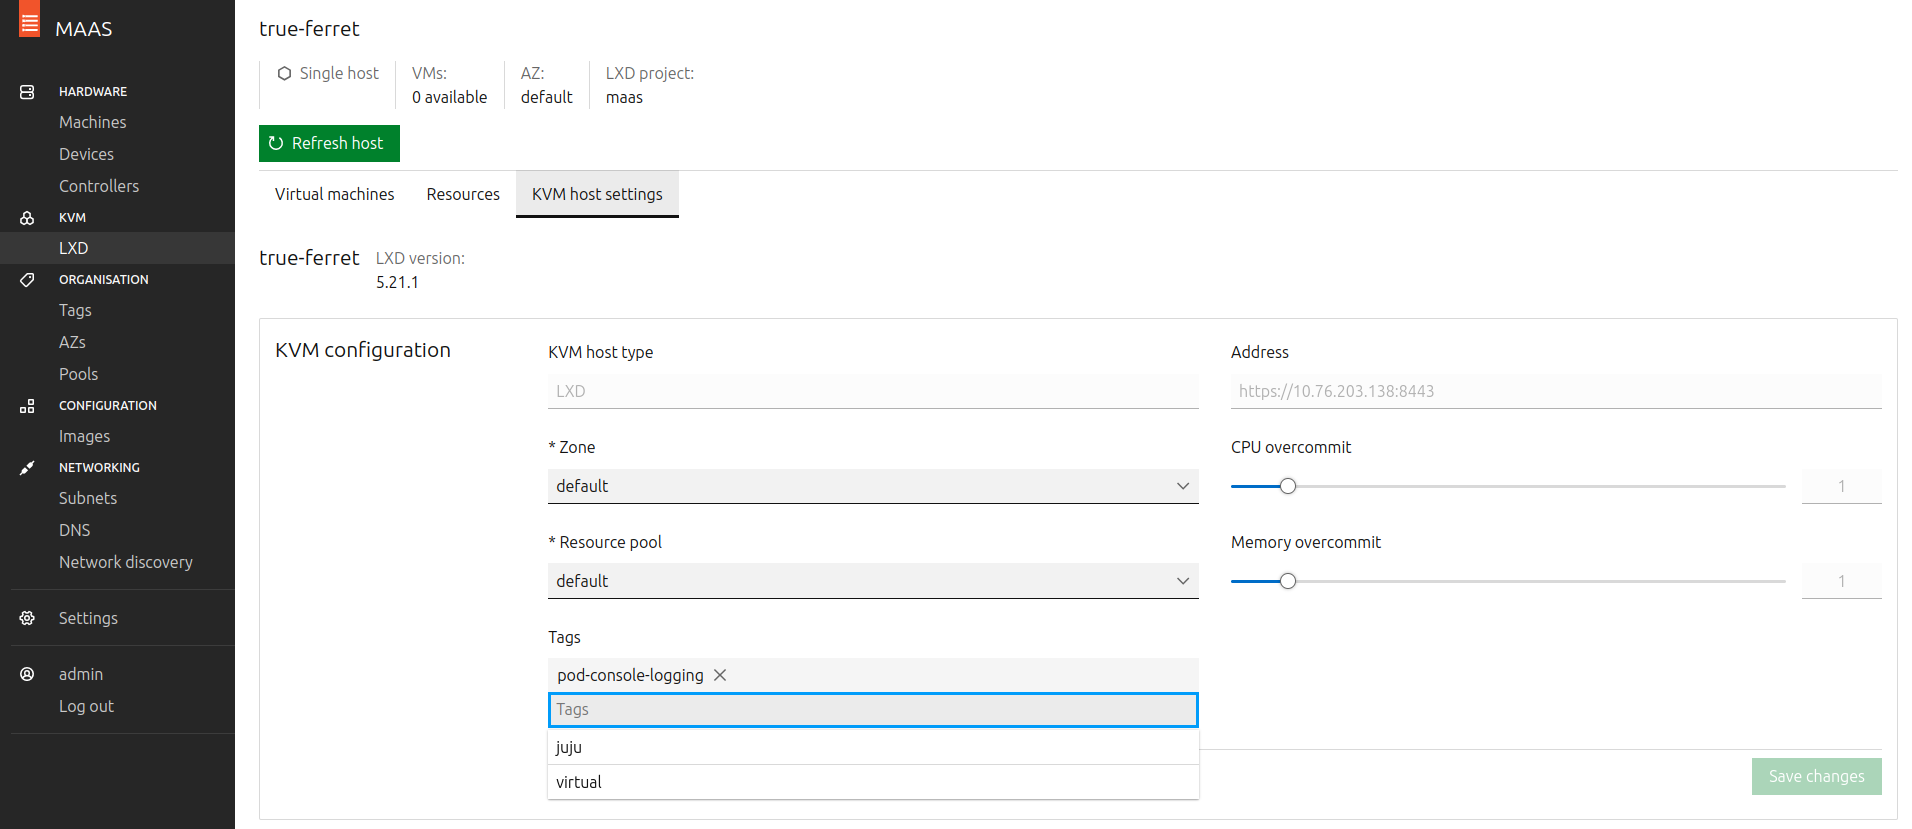 MAAS
HARDWARE
Machines
Devices
Controllers
KVM
LXD
ORGANISATION
Tags
AZs
Pools
CONFIGURATION
Images
NETWORKING
Subnets
DNS
Network discovery
Settings
admin
Log out
true-ferret
Single host
VMs:
0 available
AZ:
default
LXD project:
maas
Refresh host
Virtual machines
Resources
KVM host settings
true-ferret
LXD version:
5.21.1
KVM configuration
KVM host type
LXD
* Zone
default
* Resource pool
default
Tags
pod-console-logging
Tags
juju
virtual
Address
https://10.76.203.138:8443
CPU overcommit
1
Memory overcommit
1
Save changes